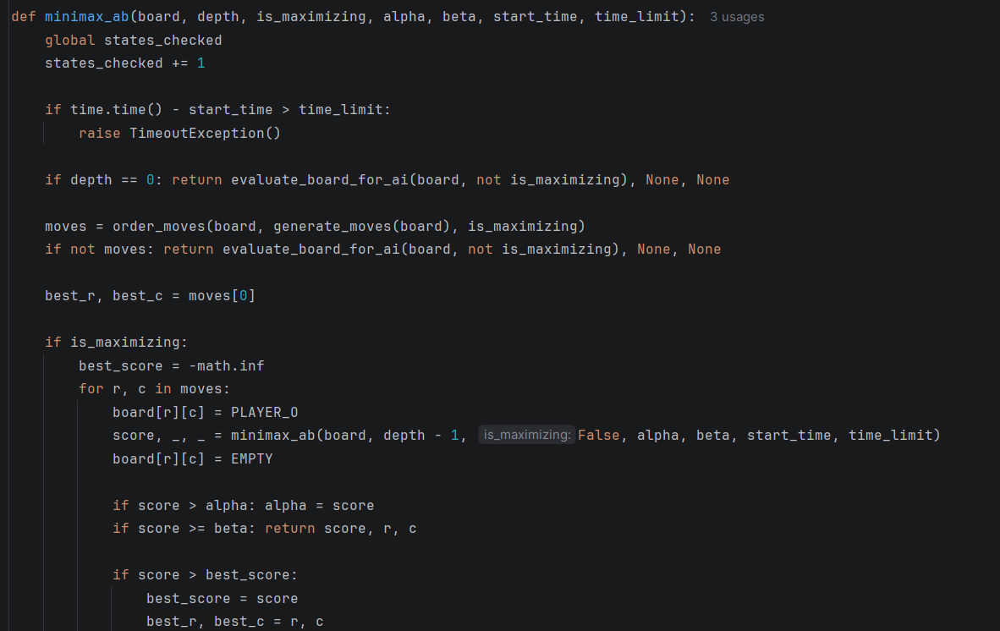 def minimax_ab(board, depth, is_maximizing, alpha, beta, start_time, time_limit): 3 usages
    global states_checked
    states_checked += 1

    if time.time() - start_time > time_limit:
        raise TimeoutException()

    if depth == 0: return evaluate_board_for_ai(board, not is_maximizing), None, None

    moves = order_moves(board, generate_moves(board), is_maximizing)
    if not moves: return evaluate_board_for_ai(board, not is_maximizing), None, None

    best_r, best_c = moves[0]

    if is_maximizing:
        best_score = -math.inf
        for r, c in moves:
            board[r][c] = PLAYER_O
            score, _, _ = minimax_ab(board, depth - 1, is_maximizing: False, alpha, beta, start_time, time_limit)
            board[r][c] = EMPTY

            if score > alpha: alpha = score
            if score >= beta: return score, r, c

            if score > best_score:
                best_score = score
                best_r, best_c = r, c